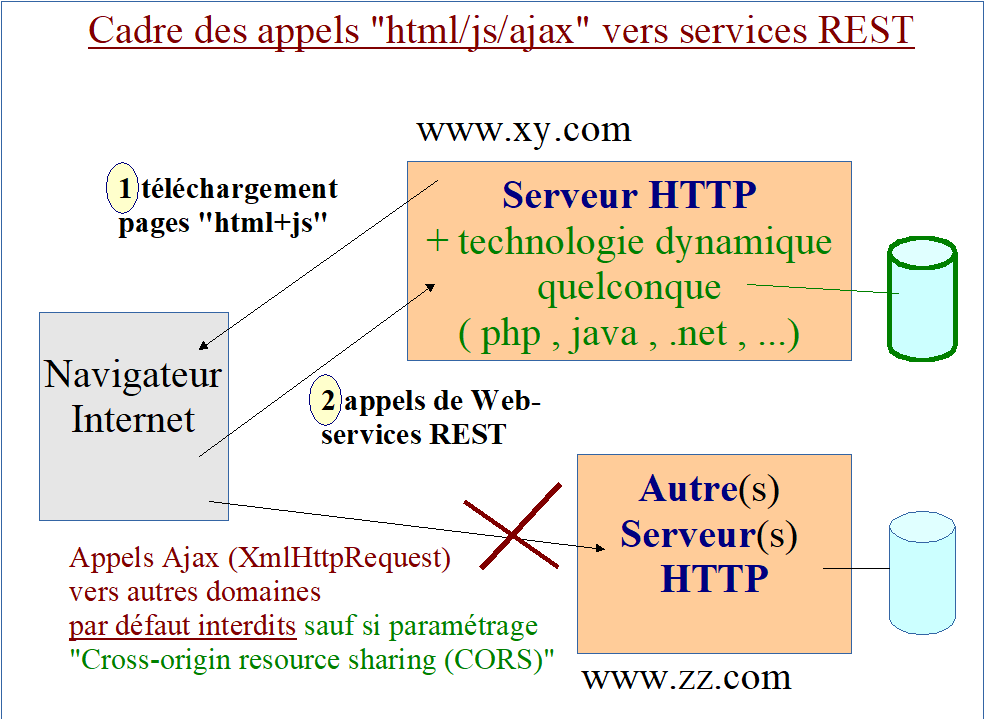 Cadre des appels "html/js/ajax" vers services REST
www.xy.com
1 téléchargement
pages "html+js"
Serveur HTTP
+ technologie dynamique
quelconque
( php , java , .net , ...)
Navigateur
Internet
2 appels de Web-
services REST
Autre(s)
Serveur(s)
HTTP
Appels Ajax (XmlHttpRequest)
vers autres domaines
par défaut interdits sauf si paramétrage
"Cross-origin resource sharing (CORS)"
www.zz.com